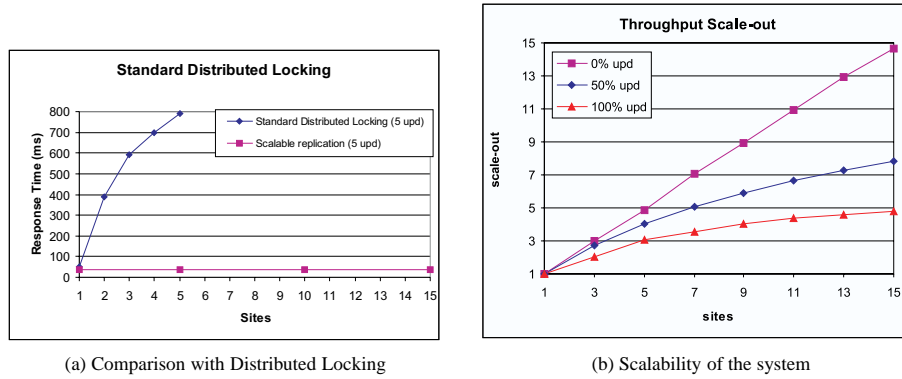 Standard Distributed Locking
Response Time (ms)
800
700
600
500
400
300
200
100
0
Standard Distributed Locking (5 upd)
Scalable replication (5 upd)
1 2 3 4 5 6 7 8 9 10 11 12 13 14 15
Sites
(a) Comparison with Distributed Locking
Throughput Scale-out
scale-out
15
13
11
9
7
5
3
1
0% upd
50% upd
100% upd
1 3 5 7 9 11 13 15
sites
(b) Scalability of the system